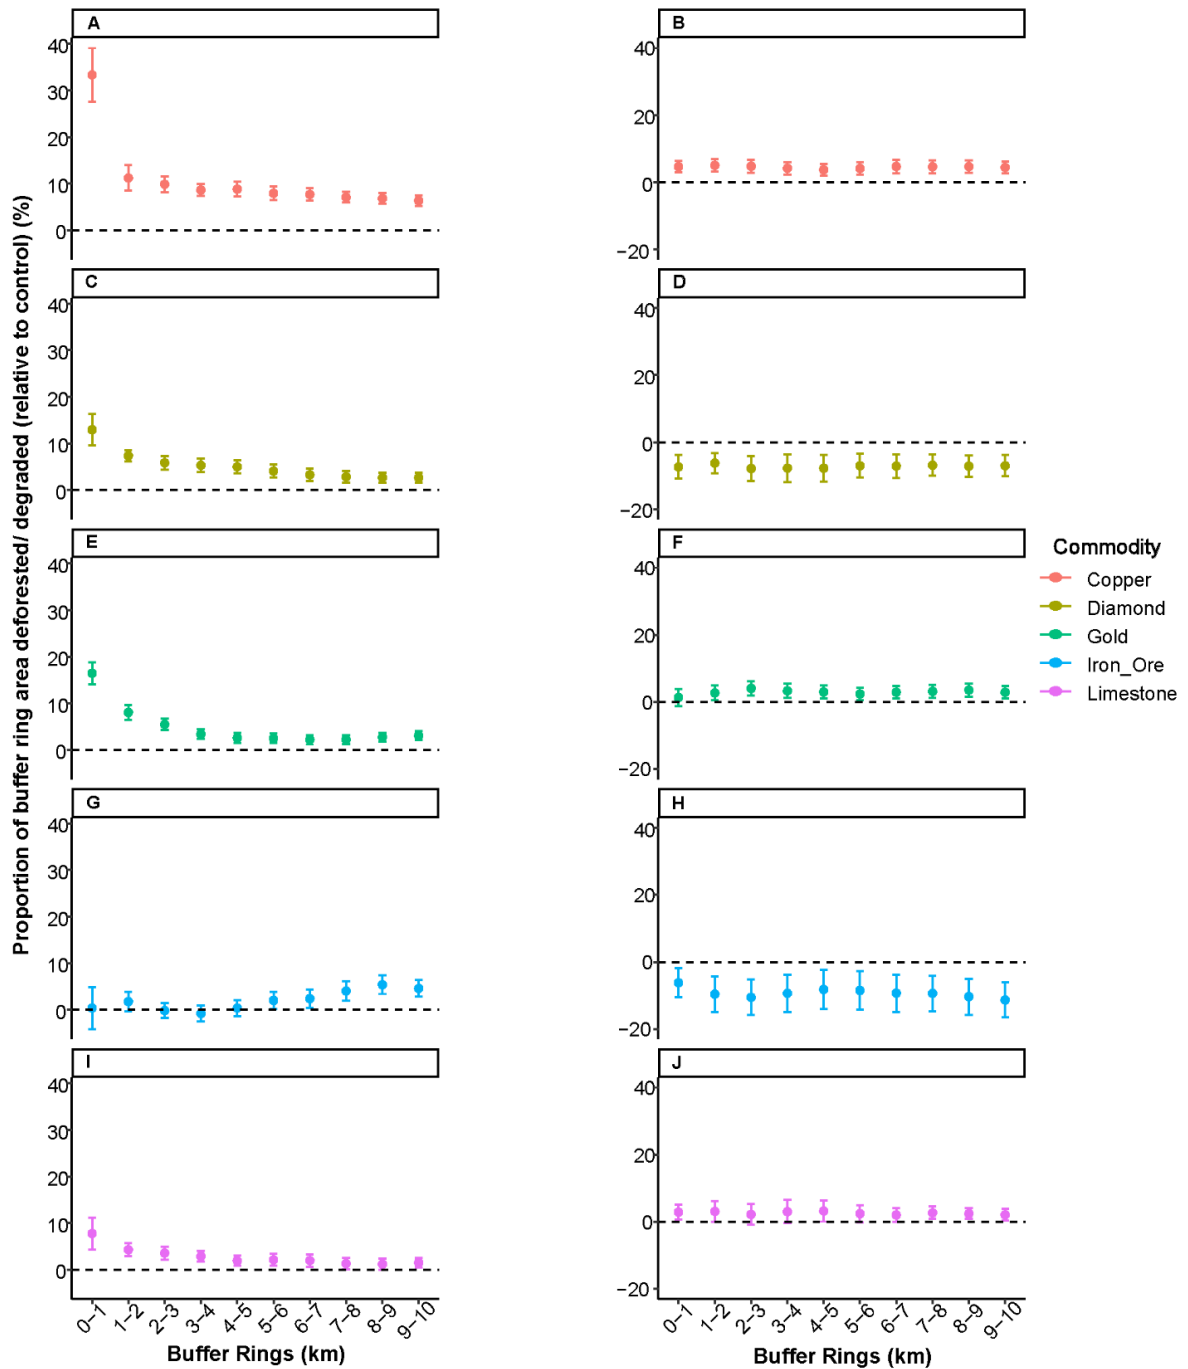 A
40
30
20
10
0
B
40
20
0
−20
C
40
30
20
10
0
D
40
20
0
−20
E
40
30
20
10
0
F
40
20
0
−20
G
40
30
20
10
0
H
40
20
0
−20
I
40
30
20
10
0
J
40
20
0
−20
0−1 1−2 2−3 3−4 4−5 5−6 6−7 7−8 8−9 9−10
Buffer Rings (km)
0−1 1−2 2−3 3−4 4−5 5−6 6−7 7−8 8−9 9−10
Buffer Rings (km)
Proportion of buffer ring area deforested/ degraded (relative to control) (%)
Commodity
Copper
Diamond
Gold
Iron_Ore
Limestone